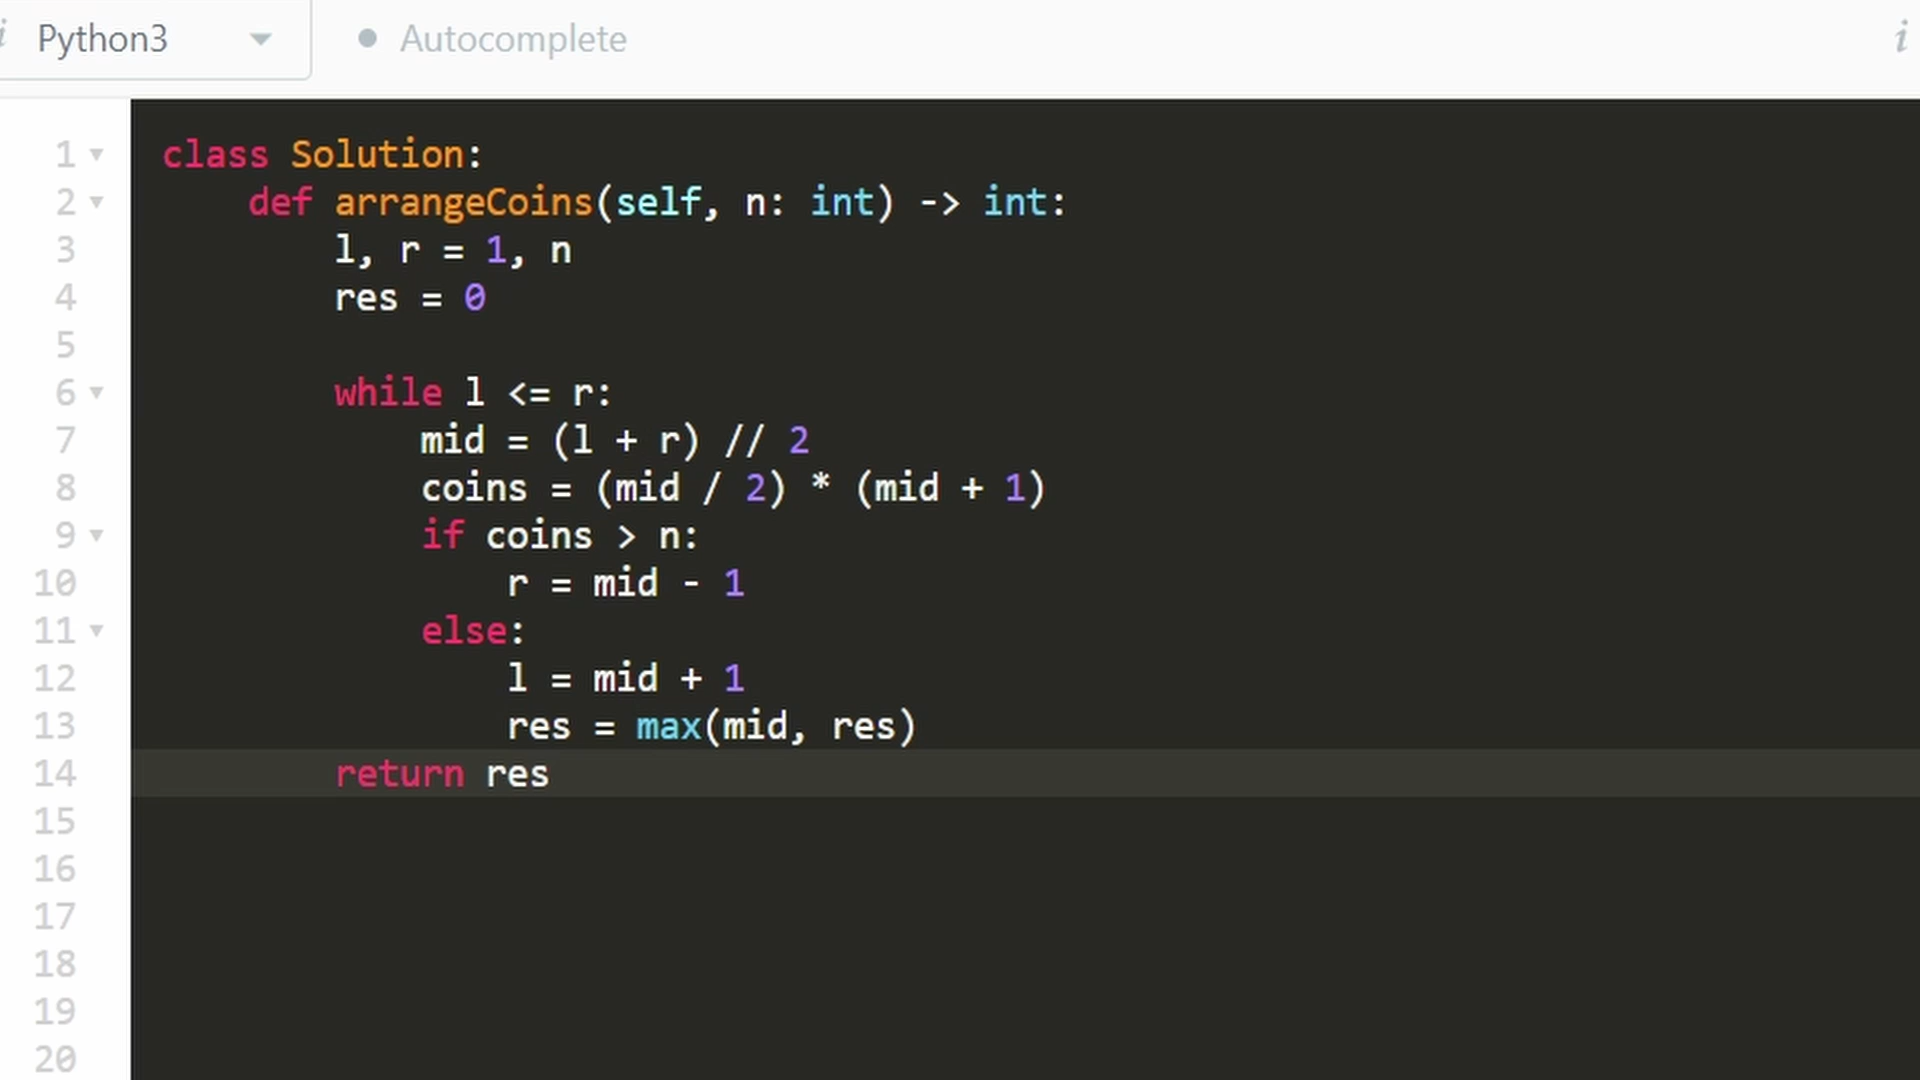 i Python3 Autocomplete i
1 class Solution:
2 def arrangeCoins(self, n: int) -> int:
3 l, r = 1, n
4 res = 0
5
6 while l <= r:
7 mid = (l + r) // 2
8 coins = (mid / 2) * (mid + 1)
9 if coins > n:
10 r = mid - 1
11 else:
12 l = mid + 1
13 res = max(mid, res)
14 return res
15
16
17
18
19
20